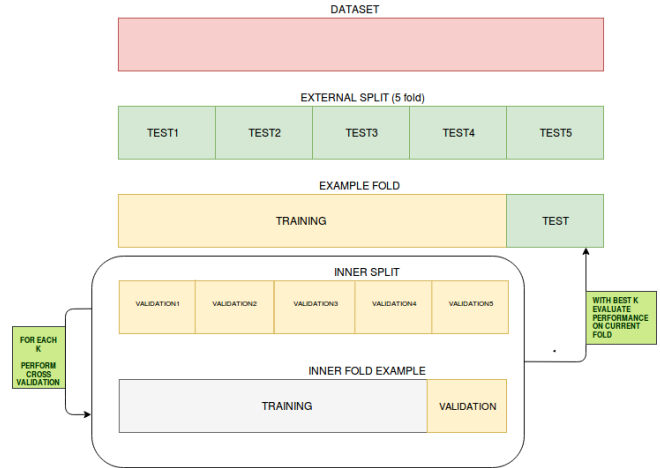 DATASET
EXTERNAL SPLIT (5 fold)
TEST1 TEST2 TEST3 TEST4 TEST5
EXAMPLE FOLD
TRAINING TEST
INNER SPLIT
VALIDATION1 VALIDATION2 VALIDATION3 VALIDATION4 VALIDATION5
FOR EACH
K
PERFORM
CROSS
VALIDATION
WITH BEST K
EVALUATE
PERFORMANCE
ON CURRENT
FOLD
INNER FOLD EXAMPLE
TRAINING VALIDATION